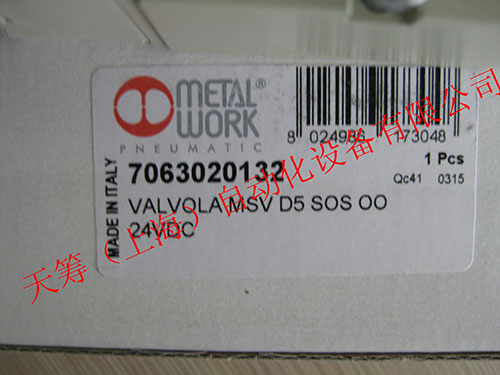 METAL®
WORK
PNEUMATIC
8 024986 173048
1 Pcs
7063020132
Qc41 0315
VALVOLA MSV D5 SOS OO
24VDC
MADE IN ITALY
天筹（上海）自动化设备有限公司